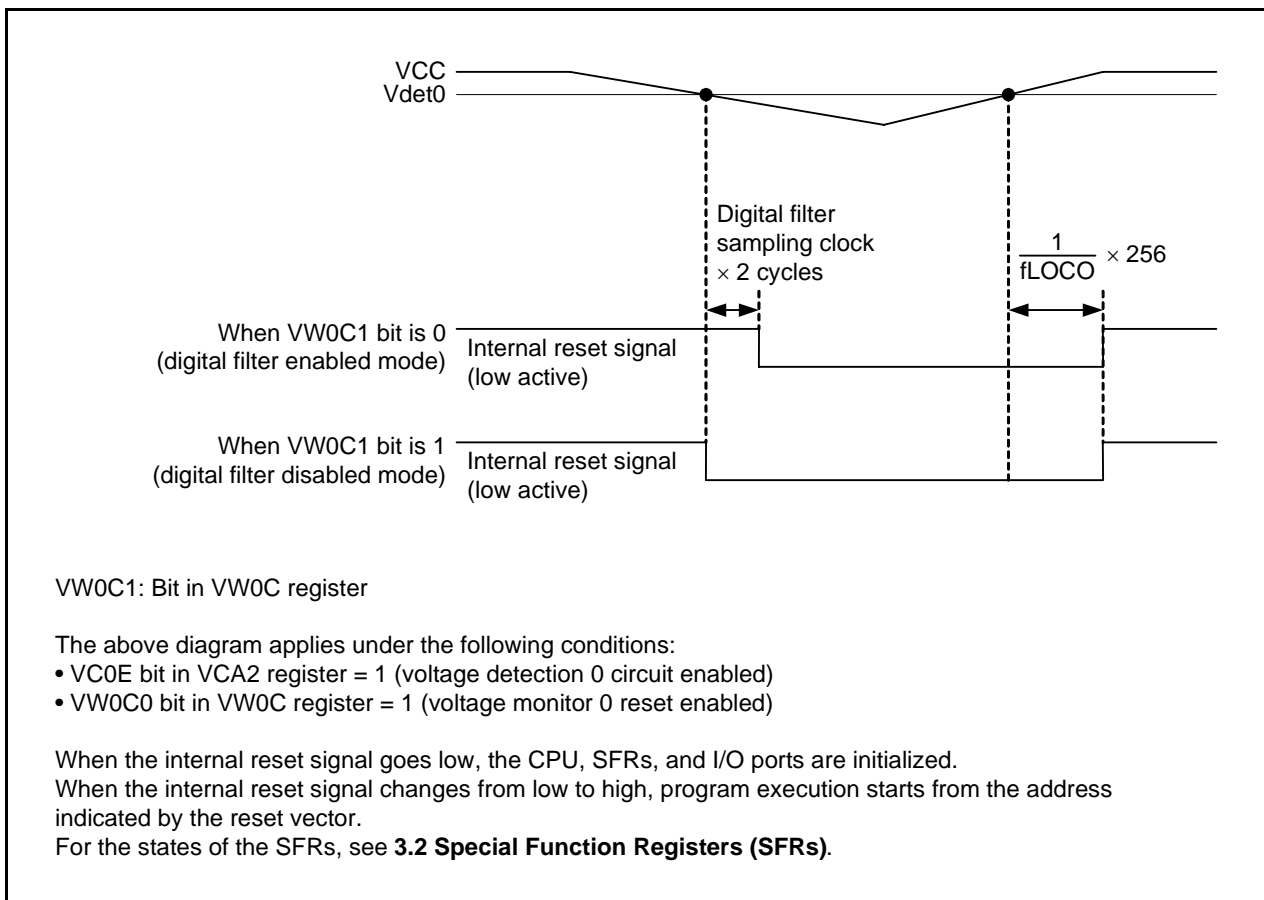 VCC
Vdet0
Digital filter
sampling clock
× 2 cycles
1
fLOCO
× 256
When VW0C1 bit is 0
(digital filter enabled mode)
Internal reset signal
(low active)
When VW0C1 bit is 1
(digital filter disabled mode)
Internal reset signal
(low active)
VW0C1: Bit in VW0C register
The above diagram applies under the following conditions:
• VC0E bit in VCA2 register = 1 (voltage detection 0 circuit enabled)
• VW0C0 bit in VW0C register = 1 (voltage monitor 0 reset enabled)
When the internal reset signal goes low, the CPU, SFRs, and I/O ports are initialized.
When the internal reset signal changes from low to high, program execution starts from the address
indicated by the reset vector.
For the states of the SFRs, see 3.2 Special Function Registers (SFRs).